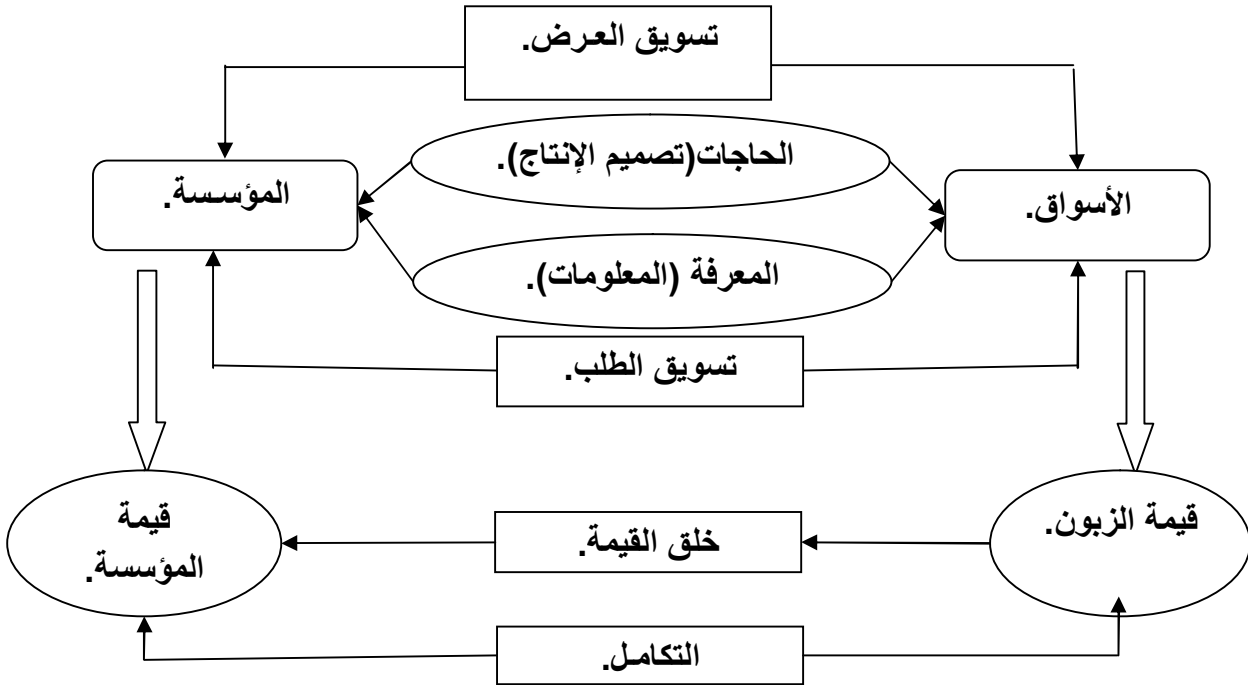 تسويق العرض.
الحاجات(تصميم الإنتاج).
المؤسسة.
الأسواق.
المعرفة (المعلومات).
تسويق الطلب.
قيمة الزبون.
قيمة
المؤسسة.
خلق القيمة.
التكامل.